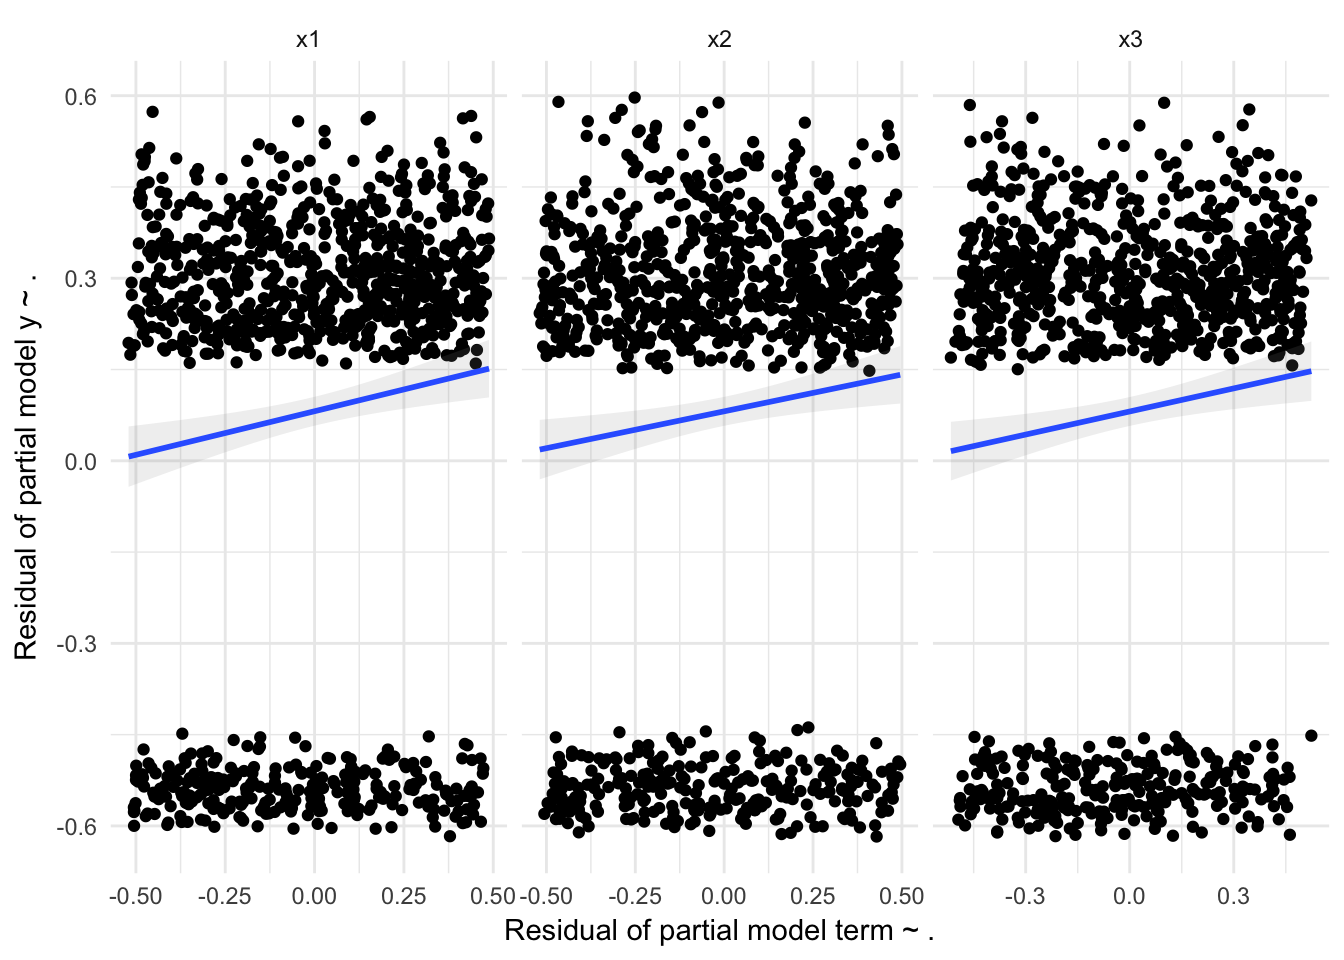 x1 x2 x3
0.6
0.3
0.0
-0.3
-0.6
Residual of partial model y ~ .
-0.50 -0.25 0.00 0.25 0.50 -0.50 -0.25 0.00 0.25 0.50 -0.3 0.0 0.3
Residual of partial model term ~ .